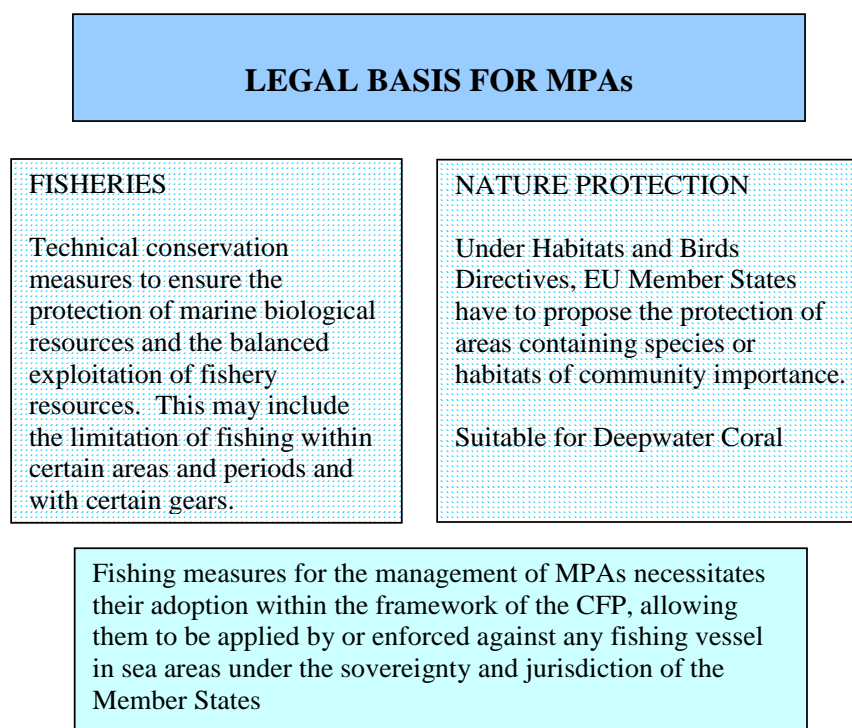 LEGAL BASIS FOR MPAs
FISHERIES
Technical conservation
measures to ensure the
protection of marine biological
resources and the balanced
exploitation of fishery
resources.  This may include
the limitation of fishing within
certain areas and periods and
with certain gears.
NATURE PROTECTION
Under Habitats and Birds
Directives, EU Member States
have to propose the protection of
areas containing species or
habitats of community importance.
Suitable for Deepwater Coral
Fishing measures for the management of MPAs necessitates
their adoption within the framework of the CFP, allowing
them to be applied by or enforced against any fishing vessel
in sea areas under the sovereignty and jurisdiction of the
Member States